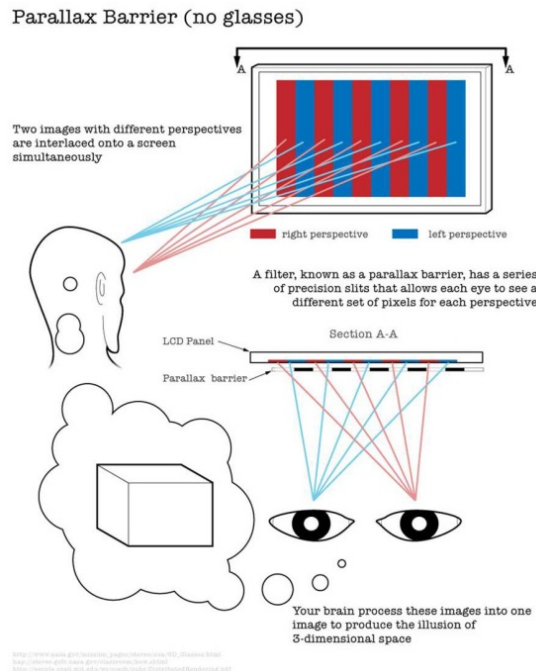 Parallax Barrier (no glasses)
A
A
Two images with different perspectives
are interlaced onto a screen
simultaneously
right perspective
left perspective
A filter, known as a parallax barrier, has a series
of precision slits that allows each eye to see a
different set of pixels for each perspective
Section A-A
LCD Panel
Parallax barrier
Your brain process these images into one
image to produce the illusion of
3-dimensional space